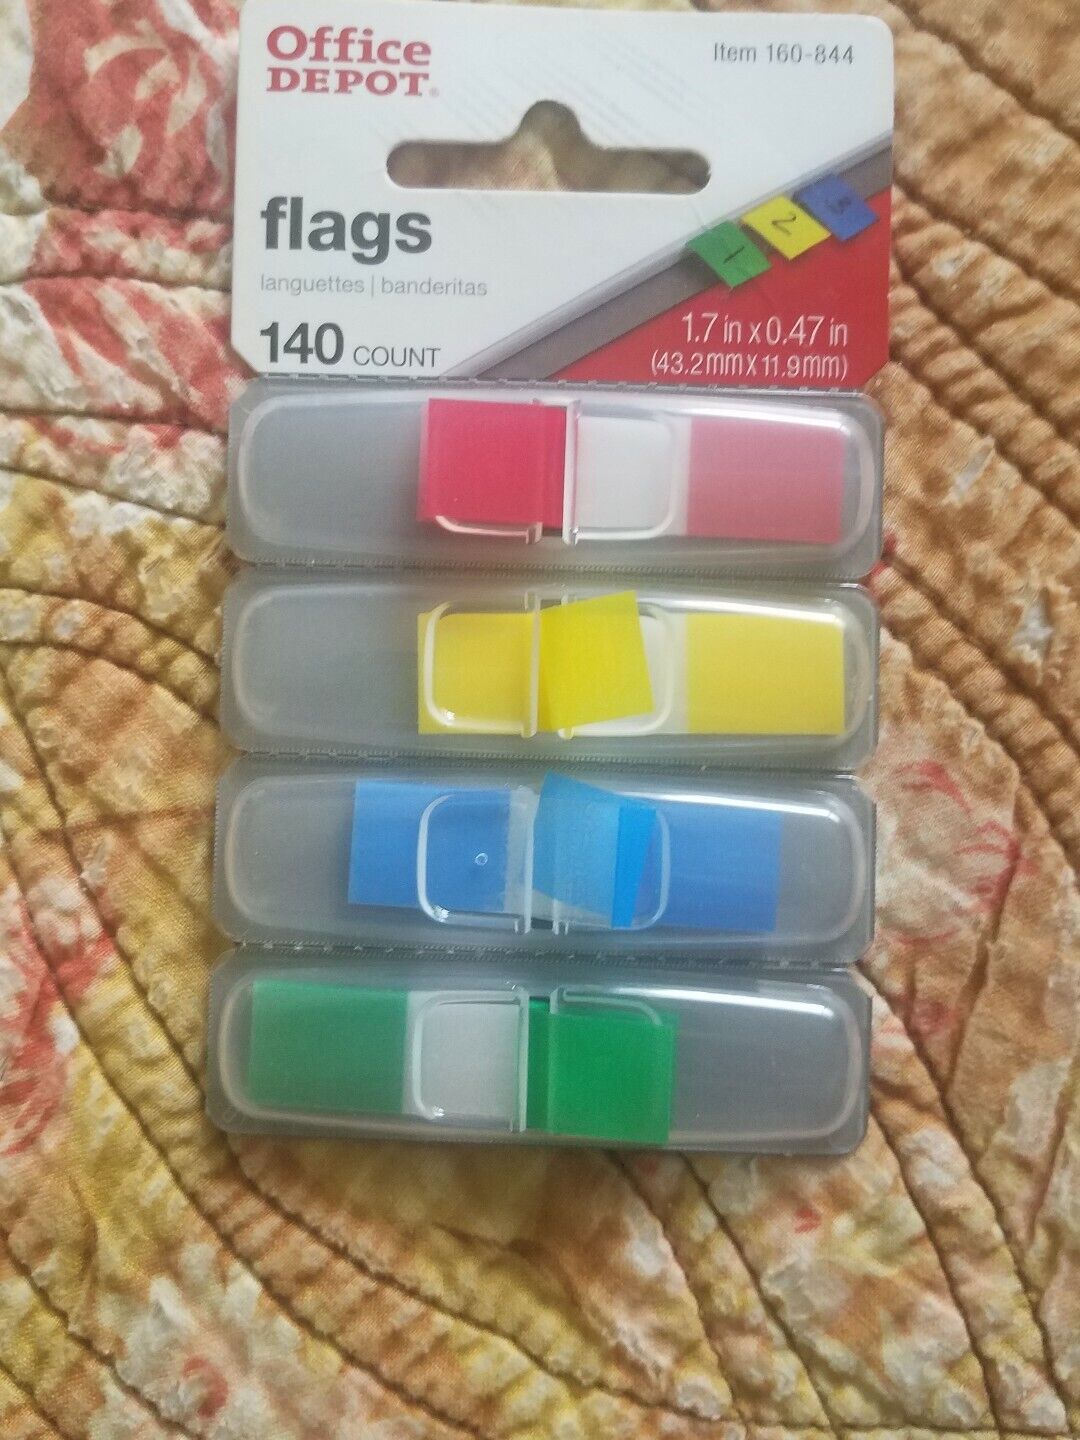 Office
DEPOT®
Item 160-844
flags
languettes | banderitas
140 COUNT
1
2
3
1.7 in x 0.47 in
(43.2mm x 11.9mm)